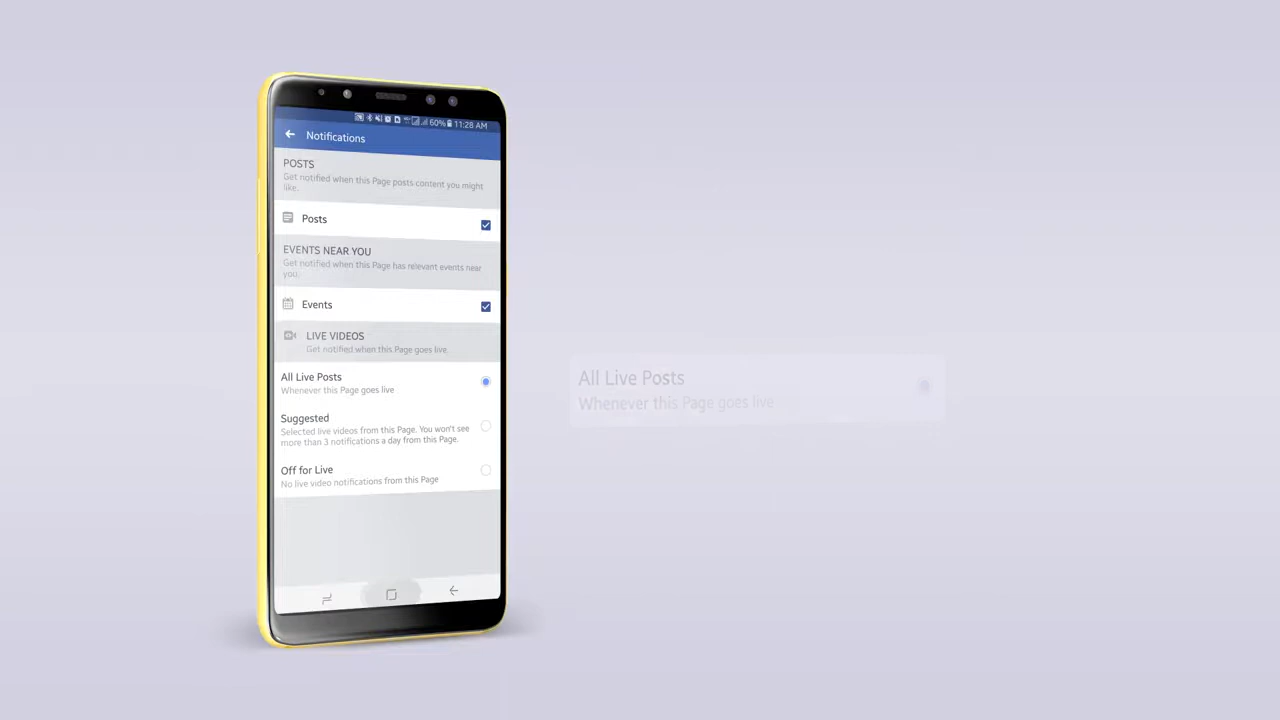 60% 11:28 AM
Notifications
POSTS
Get notified when this Page posts content you might
like.
Posts
EVENTS NEAR YOU
Get notified when this Page has relevant events near
you.
Events
LIVE VIDEOS
Get notified when this Page goes live.
All Live Posts
Whenever this Page goes live
Suggested
Selected live videos from this Page. You won't see
more than 3 notifications a day from this Page.
Off for Live
No live video notifications from this Page
All Live Posts
Whenever this Page goes live